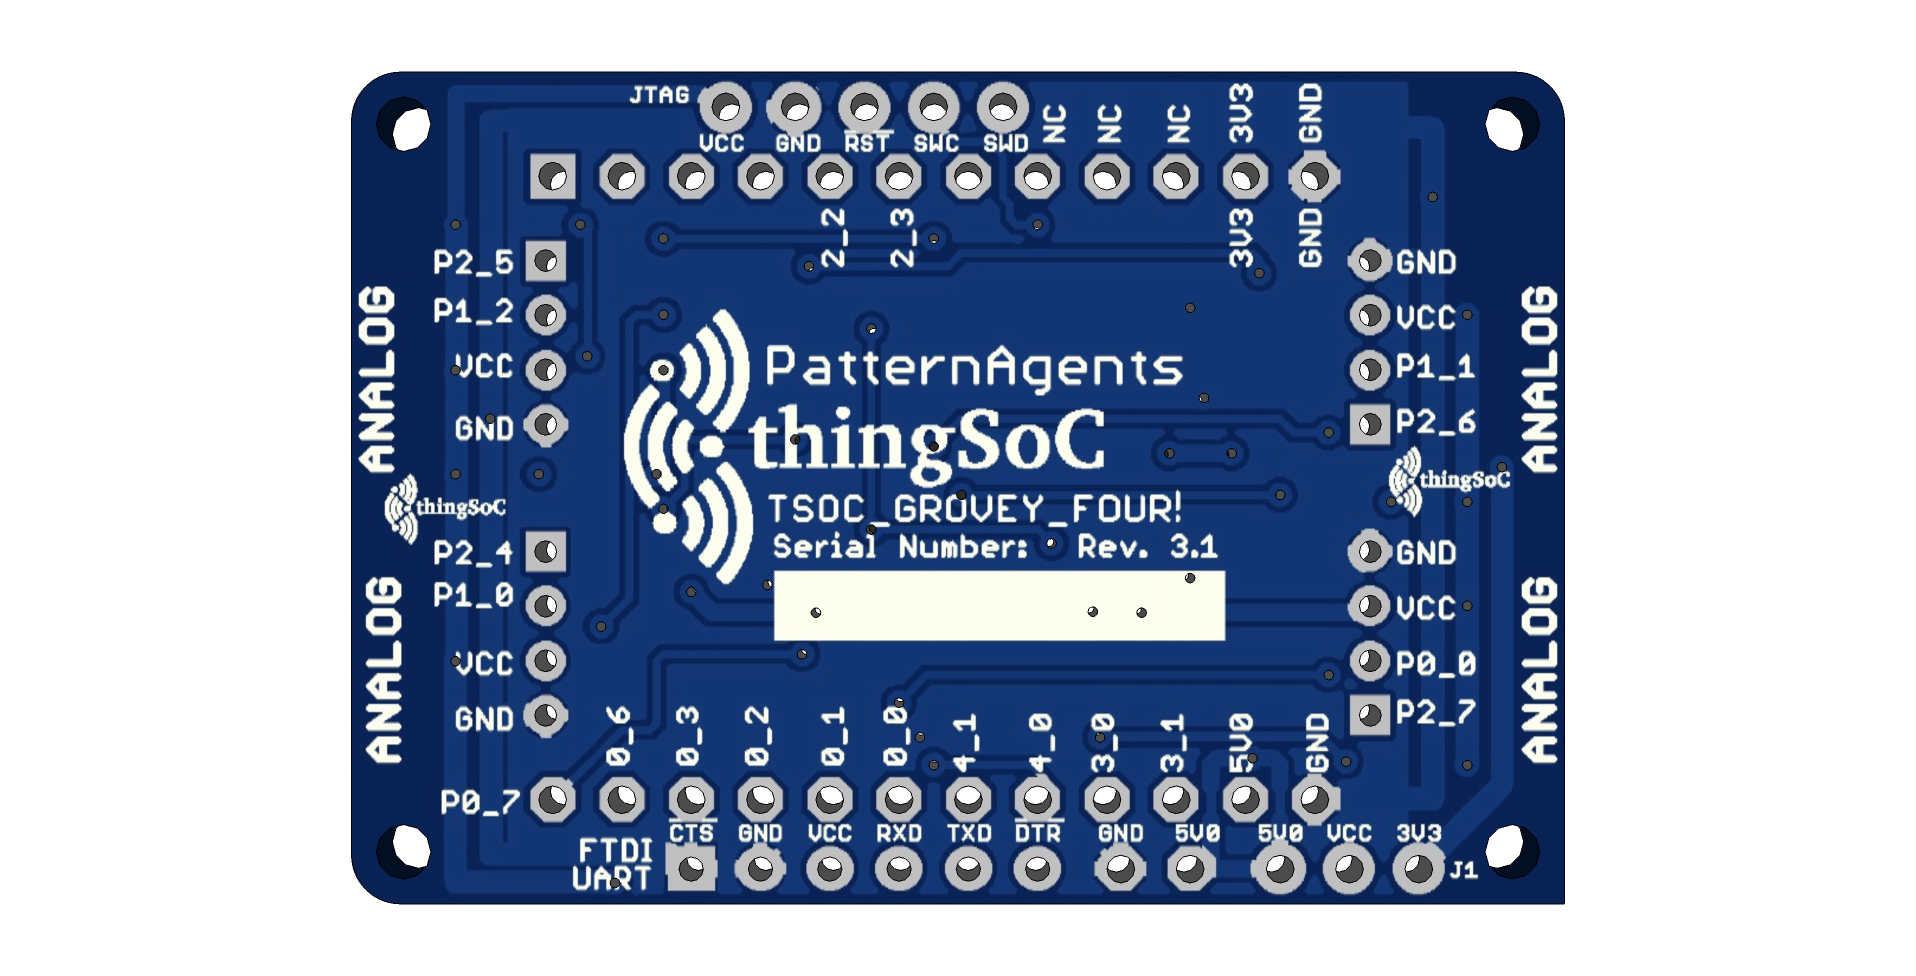 JTAG
VCC GND RST SWC SWD
NC NC NC 3V3 GND
2_2 2_3 3V3 GND
ANALOG
P2_5
P1_2
VCC
GND
thingSoC
ANALOG
P2_4
P1_0
VCC
GND
PatternAgents
thingSoC
TSOC_GROVEY_FOUR!
Serial Number: Rev. 3.1
GND
VCC
P1_1
P2_6
ANALOG
thingSoC
GND
VCC
P0_0
P2_7
ANALOG
0_6 0_3 0_2 0_1 0_0 4_1 4_0 3_0 3_1 5V0 GND
P0_7
CTS GND VCC RXD TXD DTR GND 5V0 5V0 VCC 3V3
FTDI
UART
J1